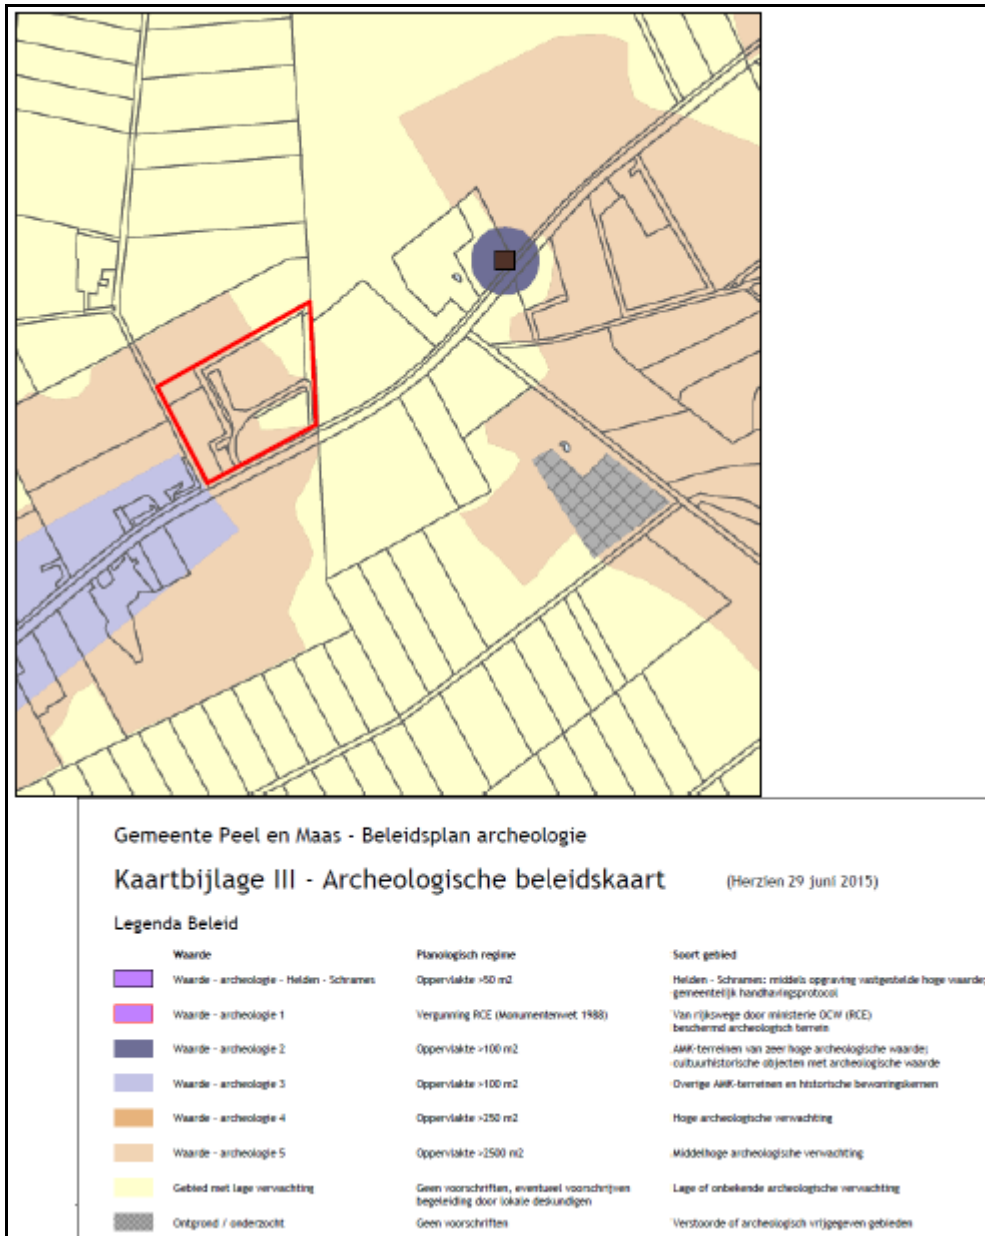 Gemeente Peel en Maas - Beleidsplan archeologie
Kaartbijlage III - Archeologische beleidskaart (Herzien 29 juni 2015)
Legenda Beleid
Waarde Planologisch regime Soort gebied
Waarde - archeologie - Helden - Schrames Oppervlakte >50 m2 Helden - Schrames: middels opgraving vastgestelde hoge waarde;
gemeentelijk handhavingsprotocol
Waarde - archeologie 1 Vergunning RCE (Monumentenwet 1988) Van rijkswege door ministerie OCW (RCE)
beschermd archeologisch terrein
Waarde - archeologie 2 Oppervlakte >100 m2 AMK-terreinen van zeer hoge archeologische waarde;
cultuurhistorische objecten met archeologische waarde
Waarde - archeologie 3 Oppervlakte >100 m2 Overige AMK-terreinen en historische bewoningskernen
Waarde - archeologie 4 Oppervlakte >250 m2 Hoge archeologische verwachting
Waarde - archeologie 5 Oppervlakte >2500 m2 Middelhoge archeologische verwachting
Gebied met lage verwachting Geen voorschriften, eventueel voorschrijven Lage of onbekende archeologische verwachting
begeleiding door lokale deskundigen
Ontgrond / onderzocht Geen voorschriften Verstoorde of archeologisch vrijgegeven gebieden